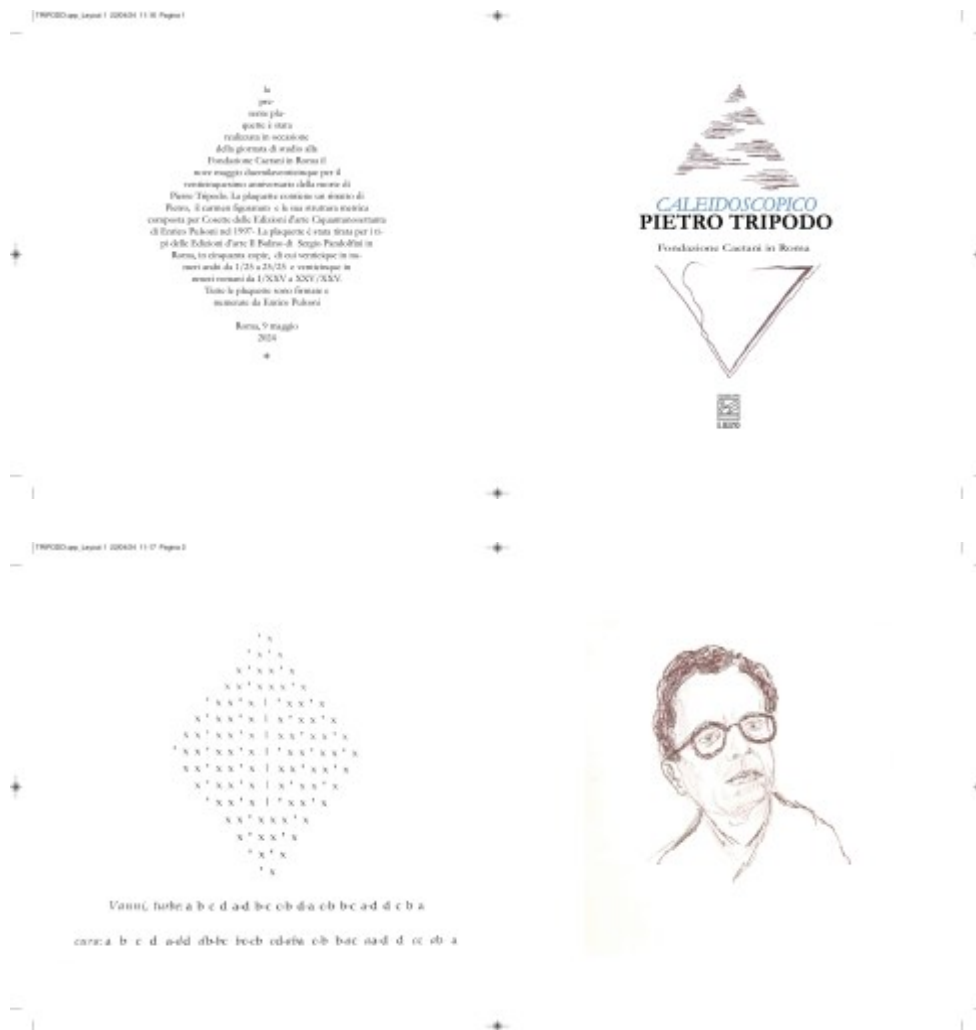 la
pre-
sente pla-
quette è stata
realizzata in occasione
della giornata di studio alla
Fondazione Caetani in Roma il
nove maggio duemilaventicinque per il
venticinquesimo anniversario della morte di
Pietro Tripodo. La plaquette contiene un ritratto di
Pietro, il carmen figuratum e la sua struttura metrica
composta per Cosette delle Edizioni d'arte
di Enrico Pulsoni nel 1997. La plaquette è stata tirata per i ti-
pi delle Edizioni d'arte Il Bulino di Sergio Pandolfini in
Roma, in cinquanta copie, di cui venticinque in nu-
meri arabi da 1/25 a 25/25 e venticinque in
numeri romani da I/XXV a XXV/XXV.
Tutte le plaquette sono firmate e
numerate da Enrico Pulsoni
Roma, 9 maggio
2024
CALEIDOSCOPICO
PIETRO TRIPODO
Fondazione Caetani in Roma
' x
' x ' x
x ' x x ' x
x x ' x x x ' x
' x x ' x | ' x x ' x
x ' x x ' x | ' x x ' x
x x ' x x ' x | x x ' x x ' x
' x x ' x x ' x | ' x x ' x x ' x
x x ' x x ' x | x x ' x x ' x
x ' x x ' x | ' x x ' x
' x x ' x | ' x x ' x
x x ' x x x ' x
x ' x x ' x
' x ' x
' x
Vanni, turbe: a b c d a-d b-c c-b d-a c-b b-c a-d d c b a
a b c d